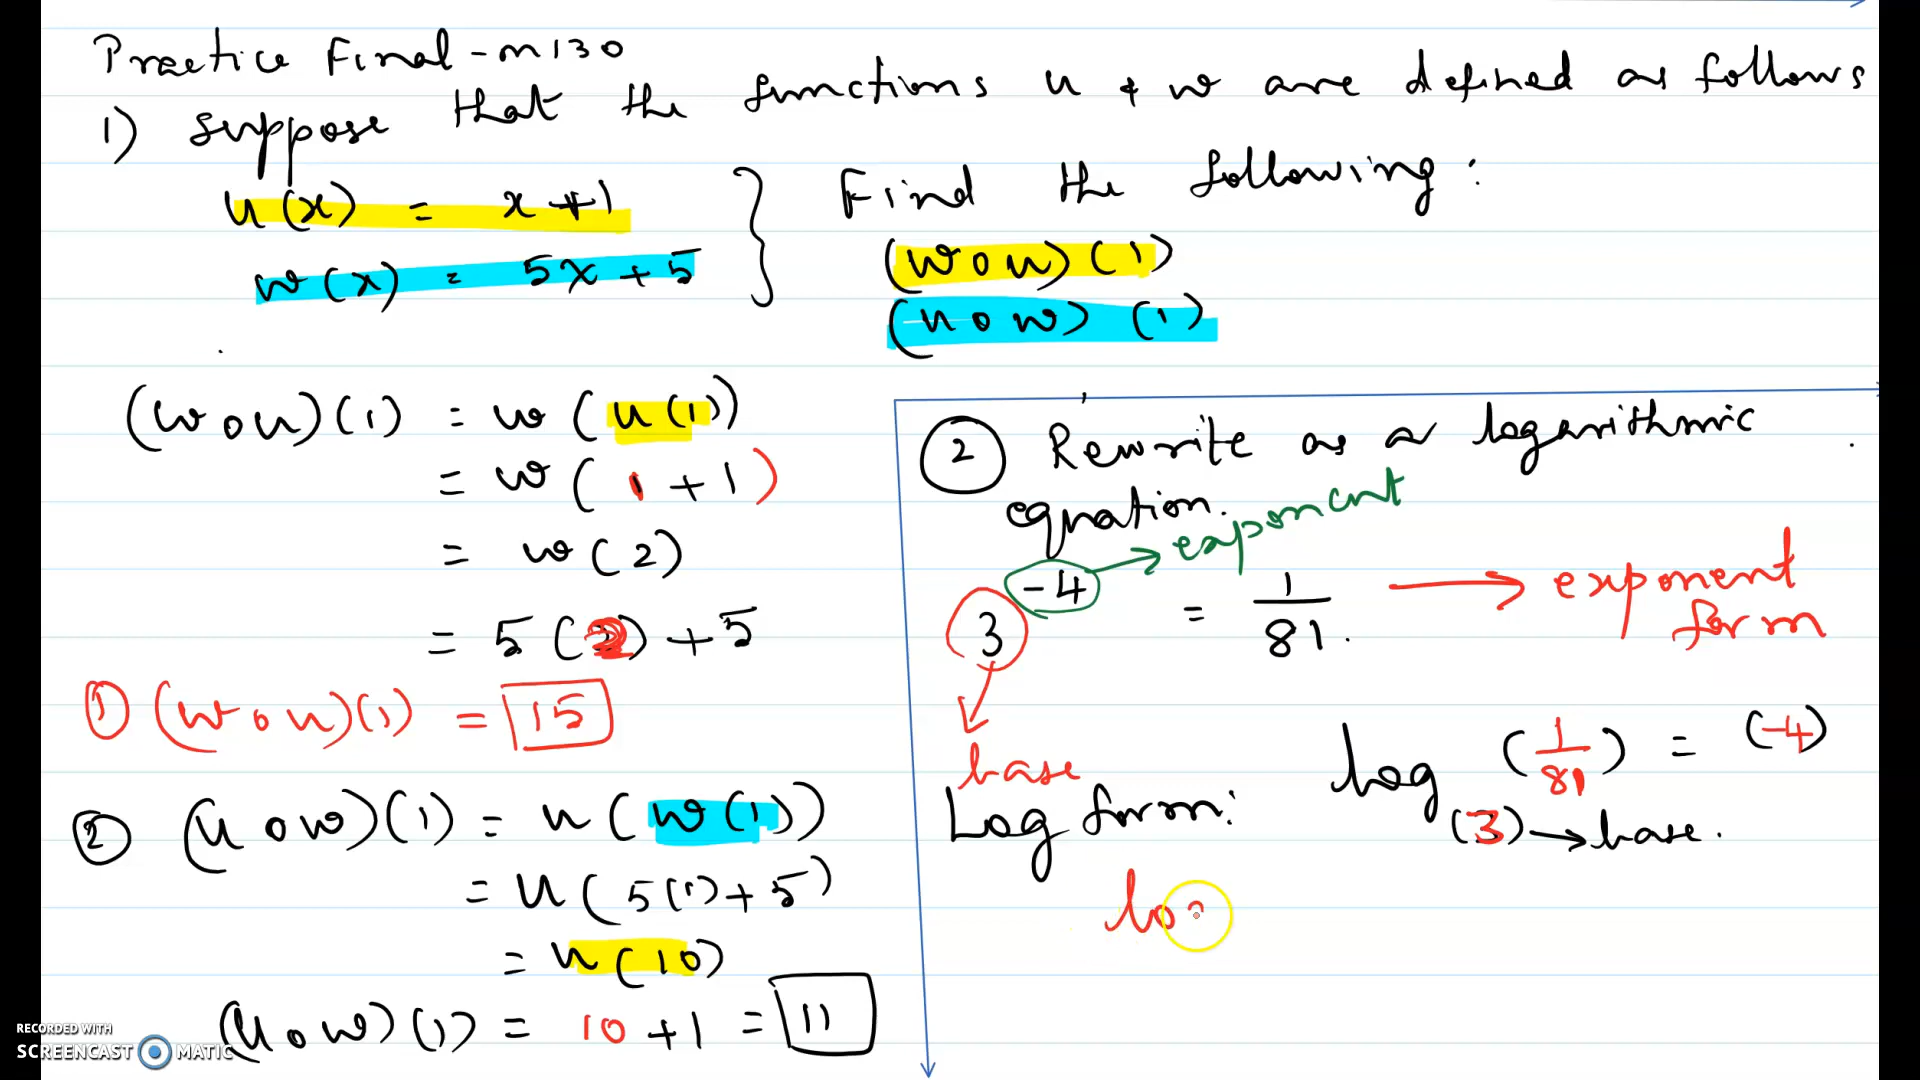 Practice Final - M130
1) Suppose that the functions u & w are defined as follows
u(x) = x+1
w(x) = 5x+5
} Find the following:
(w o u)(1)
(u o w)(1)
(w o u)(1) = w(u(1))
= w(1+1)
= w(2)
= 5(2)+5
① (w o u)(1) = 15
② (u o w)(1) = u(w(1))
= u(5(1)+5)
= u(10)
(u o w)(1) = 10+1 = 11
② Rewrite as a logarithmic
equation.
exponent
3^-4 = 1/81. → exponent
form
base
Log form: log_(3) (1/81) = (-4)
→ base.
lo
RECORDED WITH
SCREENCAST MATIC